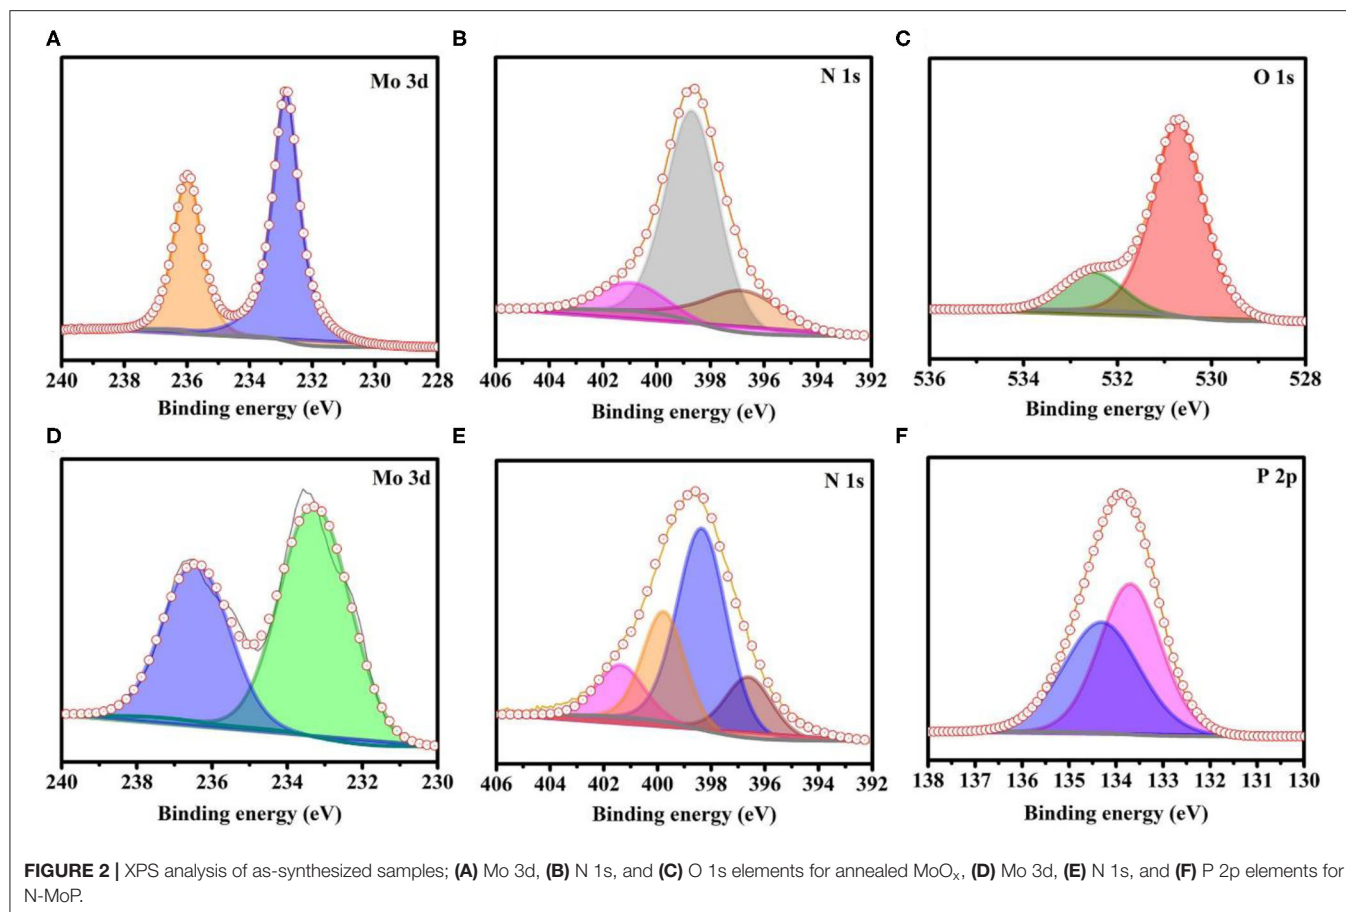 A
Mo 3d
240 238 236 234 232 230 228
Binding energy (eV)
B
N 1s
406 404 402 400 398 396 394 392
Binding energy (eV)
C
O 1s
536 534 532 530 528
Binding energy (eV)
D
Mo 3d
240 238 236 234 232 230
Binding energy (eV)
E
N 1s
406 404 402 400 398 396 394 392
Binding energy (eV)
F
P 2p
138 137 136 135 134 133 132 131 130
Binding energy (eV)
FIGURE 2 | XPS analysis of as-synthesized samples; (A) Mo 3d, (B) N 1s, and (C) O 1s elements for annealed MoOₓ, (D) Mo 3d, (E) N 1s, and (F) P 2p elements for
N-MoP.